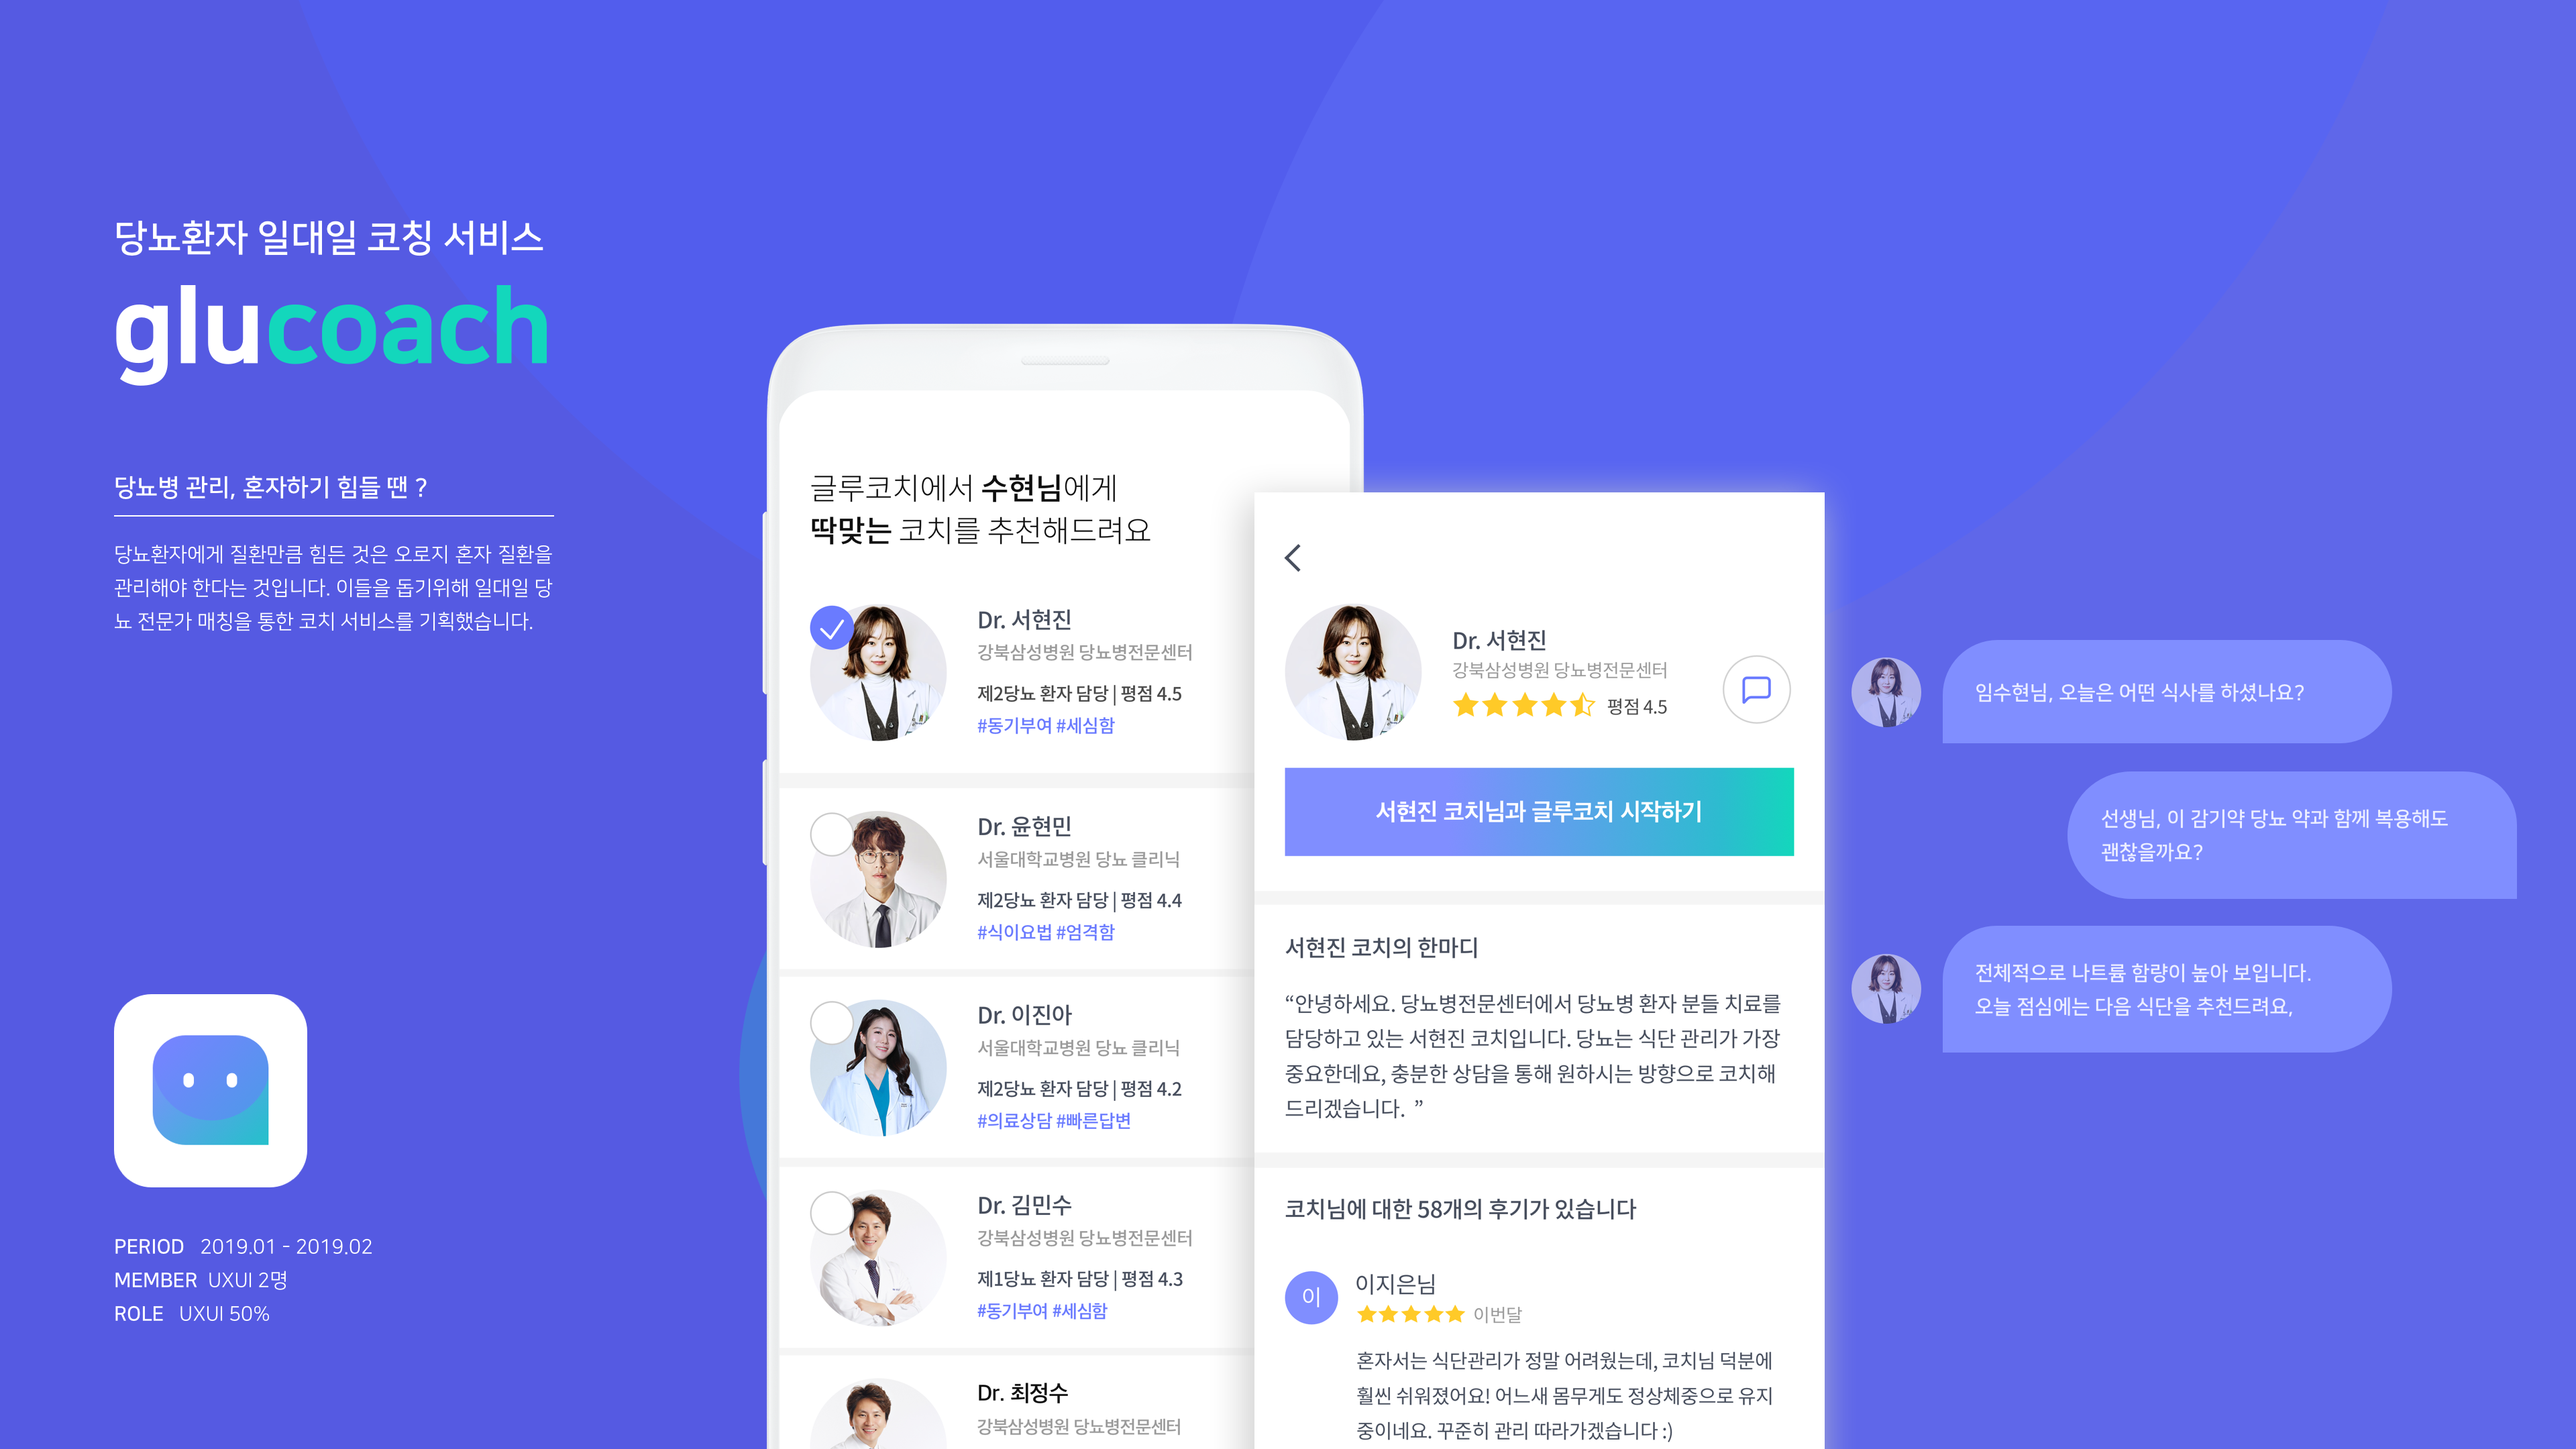 당뇨환자 일대일 코칭 서비스
glucoach
당뇨병 관리, 혼자하기 힘들 땐 ?
당뇨환자에게 질환만큼 힘든 것은 오로지 혼자 질환을
관리해야 한다는 것입니다. 이들을 돕기위해 일대일 당
뇨 전문가 매칭을 통한 코치 서비스를 기획했습니다.
PERIOD 2019.01 - 2019.02
MEMBER UXUI 2명
ROLE UXUI 50%
글루코치에서 수현님에게
딱맞는 코치를 추천해드려요
Dr. 서현진
강북삼성병원 당뇨병전문센터
제2당뇨 환자 담당 | 평점 4.5
#동기부여 #세심함
Dr. 윤현민
서울대학교병원 당뇨 클리닉
제2당뇨 환자 담당 | 평점 4.4
#식이요법 #엄격함
Dr. 이진아
서울대학교병원 당뇨 클리닉
제2당뇨 환자 담당 | 평점 4.2
#의료상담 #빠른답변
Dr. 김민수
강북삼성병원 당뇨병전문센터
제1당뇨 환자 담당 | 평점 4.3
#동기부여 #세심함
Dr. 최정수
강북삼성병원 당뇨병전문센터
Dr. 서현진
강북삼성병원 당뇨병전문센터
평점 4.5
서현진 코치님과 글루코치 시작하기
서현진 코치의 한마디
“안녕하세요. 당뇨병전문센터에서 당뇨병 환자 분들 치료를
담당하고 있는 서현진 코치입니다. 당뇨는 식단 관리가 가장
중요한데요, 충분한 상담을 통해 원하시는 방향으로 코치해
드리겠습니다. ”
코치님에 대한 58개의 후기가 있습니다
이
이지은님
이번달
혼자서는 식단관리가 정말 어려웠는데, 코치님 덕분에
훨씬 쉬워졌어요! 어느새 몸무게도 정상체중으로 유지
중이네요. 꾸준히 관리 따라가겠습니다 :)
임수현님, 오늘은 어떤 식사를 하셨나요?
선생님, 이 감기약 당뇨 약과 함께 복용해도
괜찮을까요?
전체적으로 나트륨 함량이 높아 보입니다.
오늘 점심에는 다음 식단을 추천드려요,